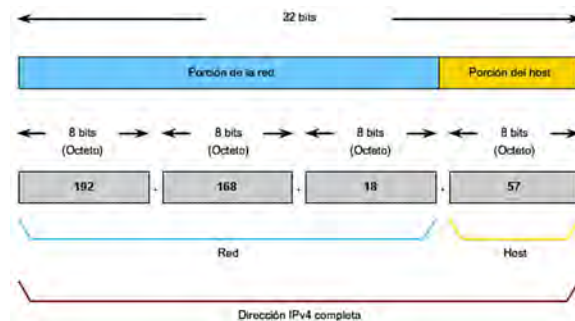 32 bits
Porción de la red Porción del host
8 bits 8 bits 8 bits 8 bits
(Octeto) (Octeto) (Octeto) (Octeto)
192 . 168 . 18 . 57
Red Host
Dirección IPv4 completa